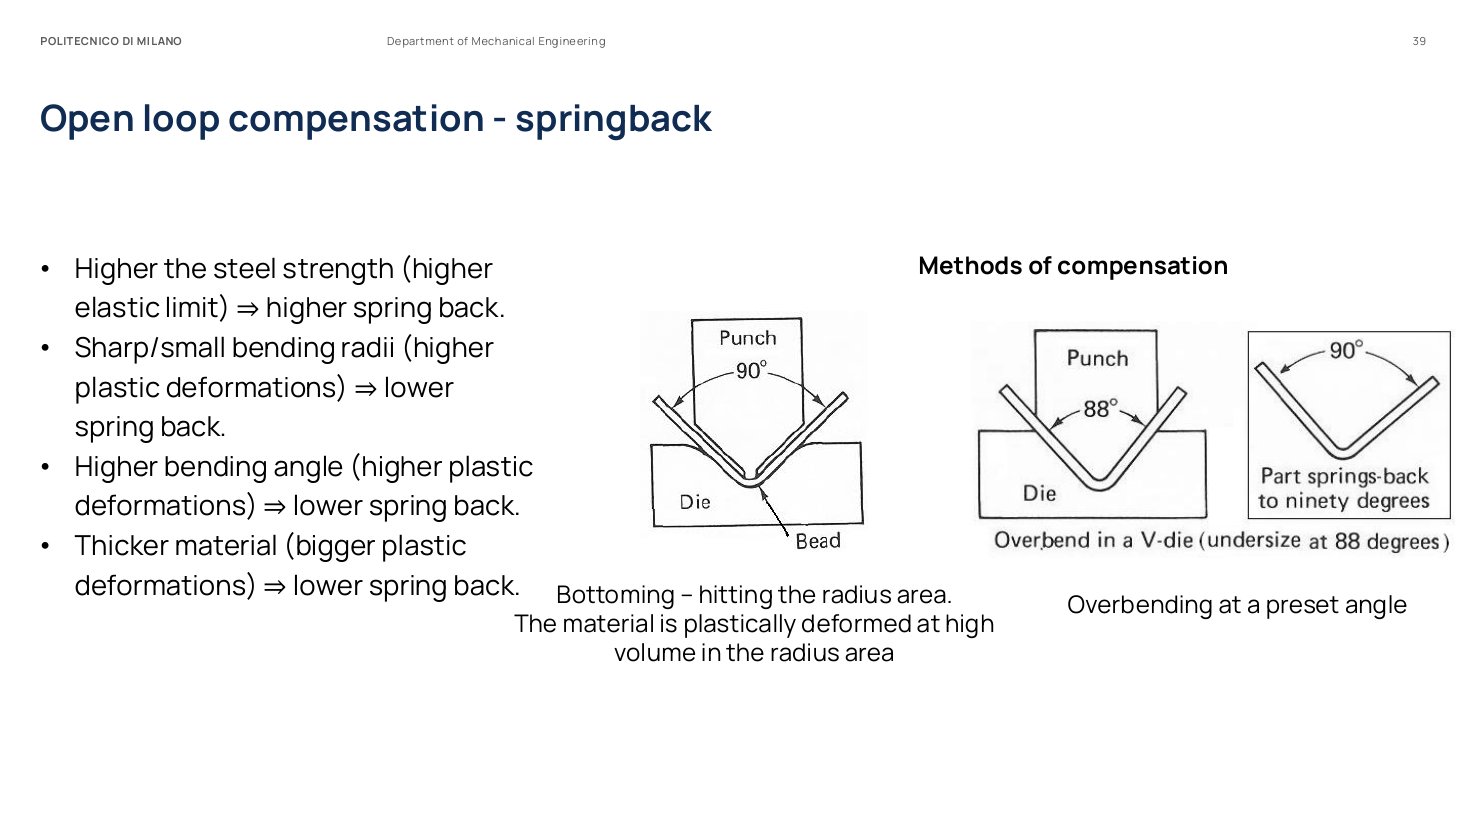 POLITECNICO DI MILANO
Department of Mechanical Engineering
39
Open loop compensation - springback
• Higher the steel strength (higher
elastic limit) ⇒ higher spring back.
• Sharp/small bending radii (higher
plastic deformations) ⇒ lower
spring back.
• Higher bending angle (higher plastic
deformations) ⇒ lower spring back.
• Thicker material (bigger plastic
deformations) ⇒ lower spring back.
Methods of compensation
Punch
90°
Die
Bead
Bottoming – hitting the radius area.
The material is plastically deformed at high
volume in the radius area
Punch
88°
Die
90°
Part springs-back
to ninety degrees
Overbend in a V-die (undersize at 88 degrees)
Overbending at a preset angle